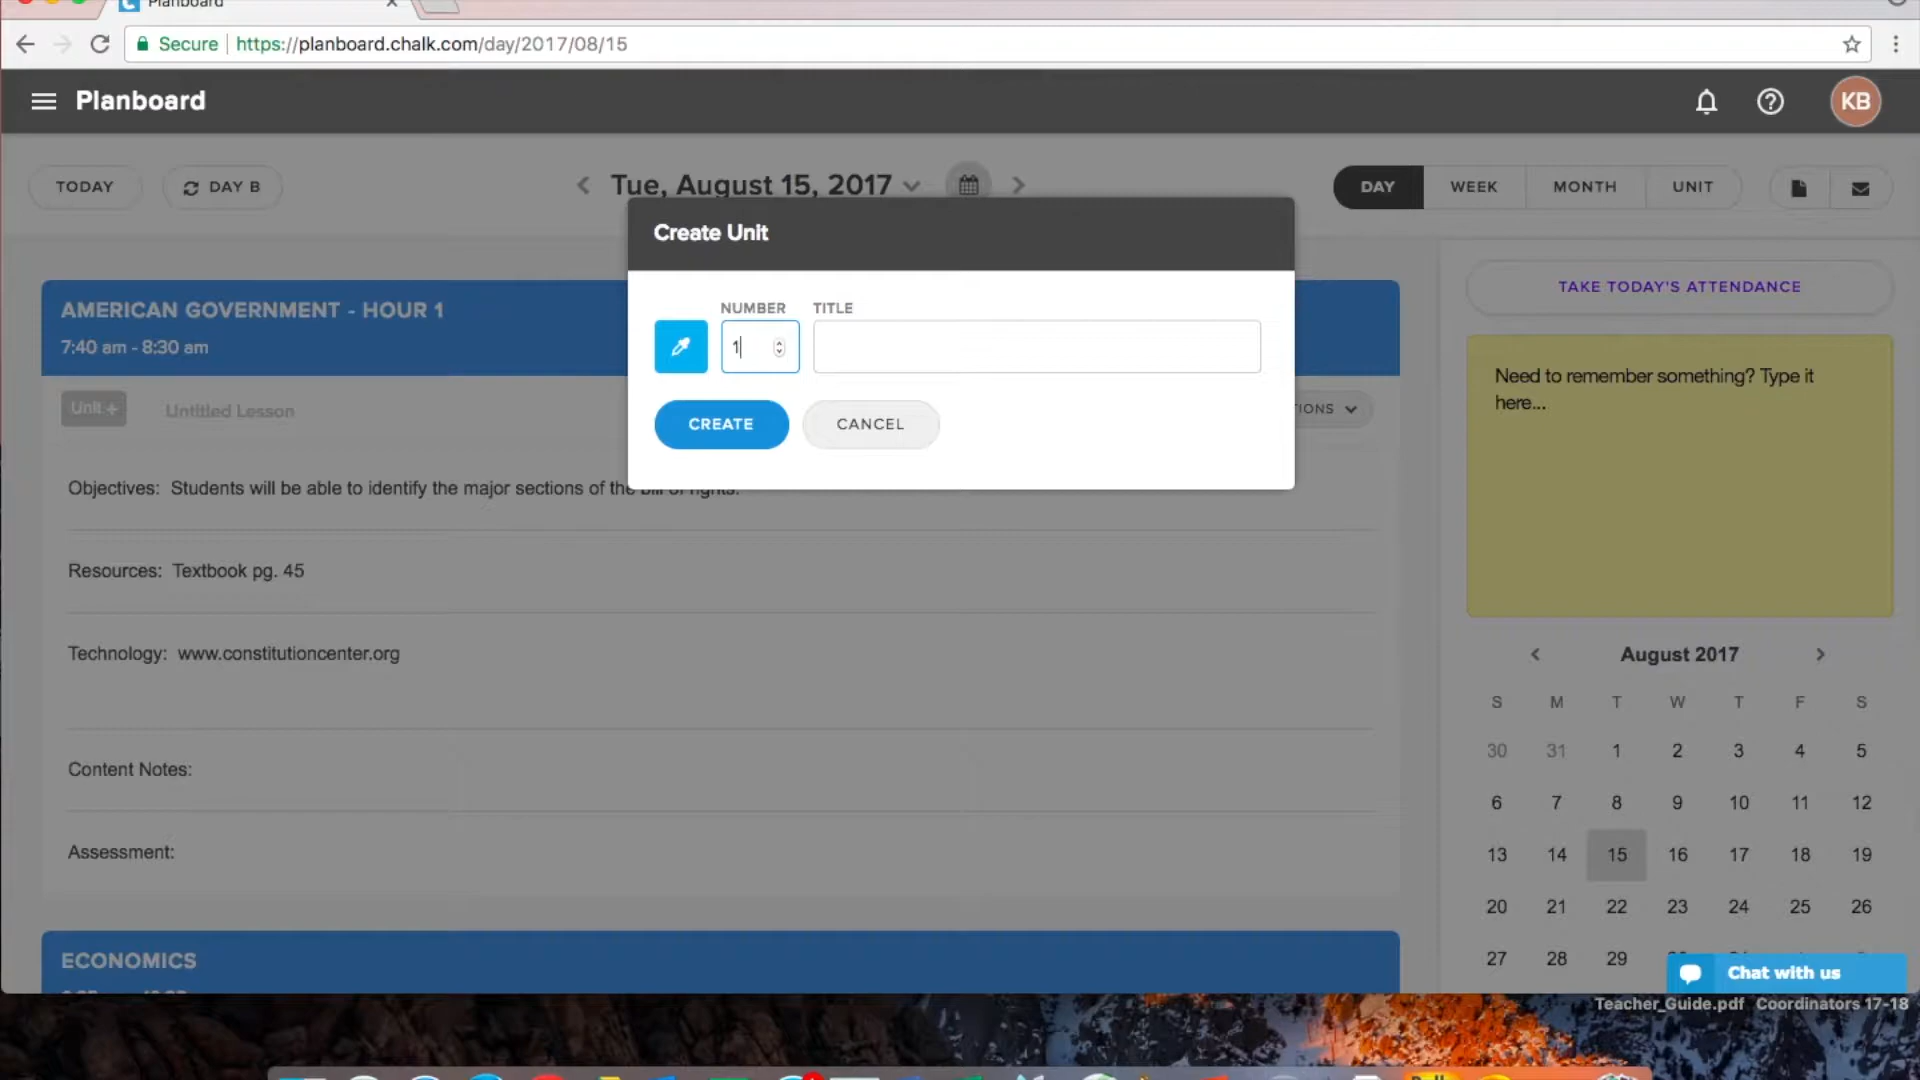 Planboard
Secure https://planboard.chalk.com/day/2017/08/15
Planboard
KB
TODAY
DAY B
Tue, August 15, 2017
DAY
WEEK
MONTH
UNIT
Create Unit
NUMBER TITLE
1
CREATE
CANCEL
AMERICAN GOVERNMENT - HOUR 1
7:40 am - 8:30 am
Unit +
Untitled Lesson
IONS
Objectives: Students will be able to identify the major sections of the bill of rights.
Resources: Textbook pg. 45
Technology: www.constitutioncenter.org
Content Notes:
Assessment:
ECONOMICS
TAKE TODAY'S ATTENDANCE
Need to remember something? Type it
here...
August 2017
S M T W T F S
30 31 1 2 3 4 5
6 7 8 9 10 11 12
13 14 15 16 17 18 19
20 21 22 23 24 25 26
27 28 29
Chat with us
Teacher_Guide.pdf Coordinators 17-18